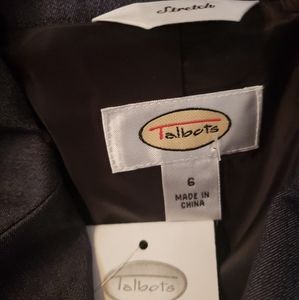 Stretch
Talbots
6
MADE IN
CHINA
Talbots